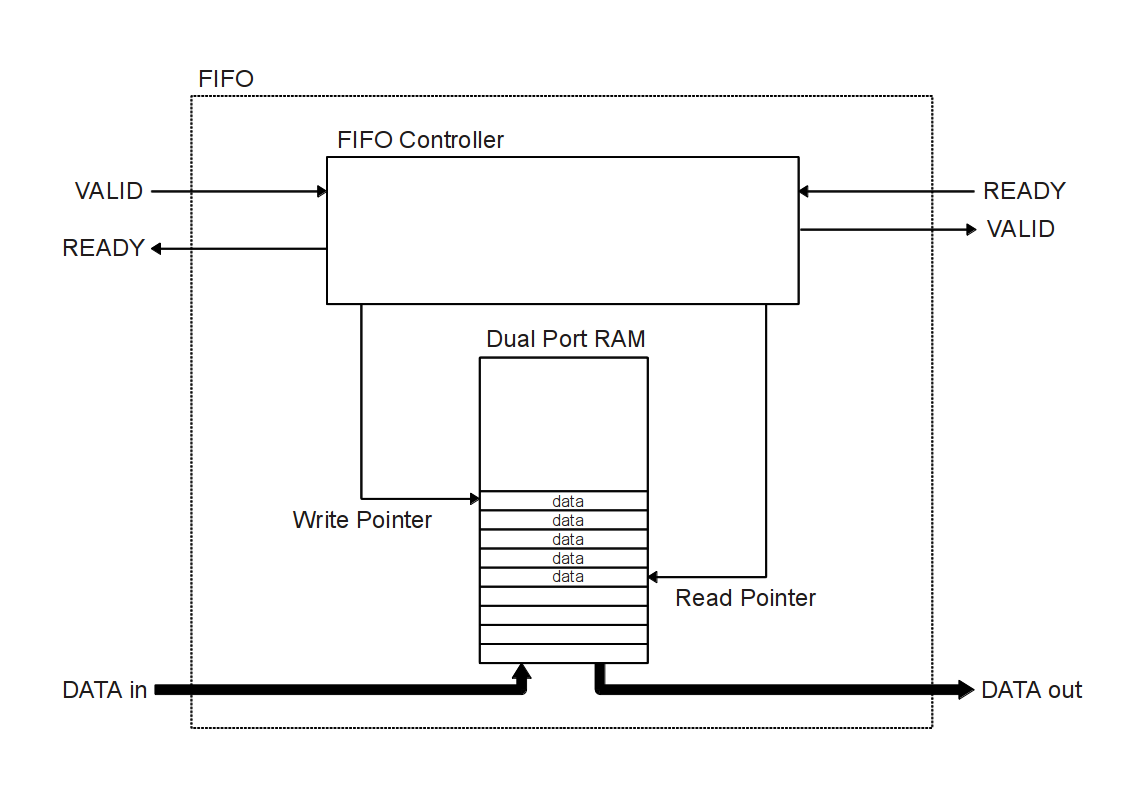 FIFO
FIFO Controller
VALID
READY
READY
VALID
Dual Port RAM
data
data
data
data
data
Write Pointer
Read Pointer
DATA in
DATA out